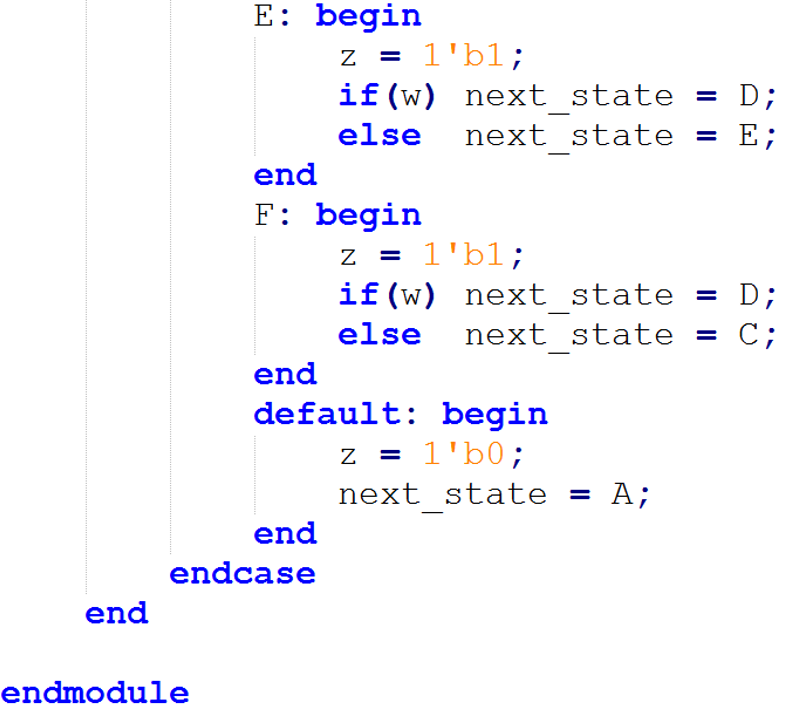 E: begin
z = 1'b1;
if(w) next_state = D;
else next_state = E;
end
F: begin
z = 1'b1;
if(w) next_state = D;
else next_state = C;
end
default: begin
z = 1'b0;
next_state = A;
end
endcase
end
endmodule